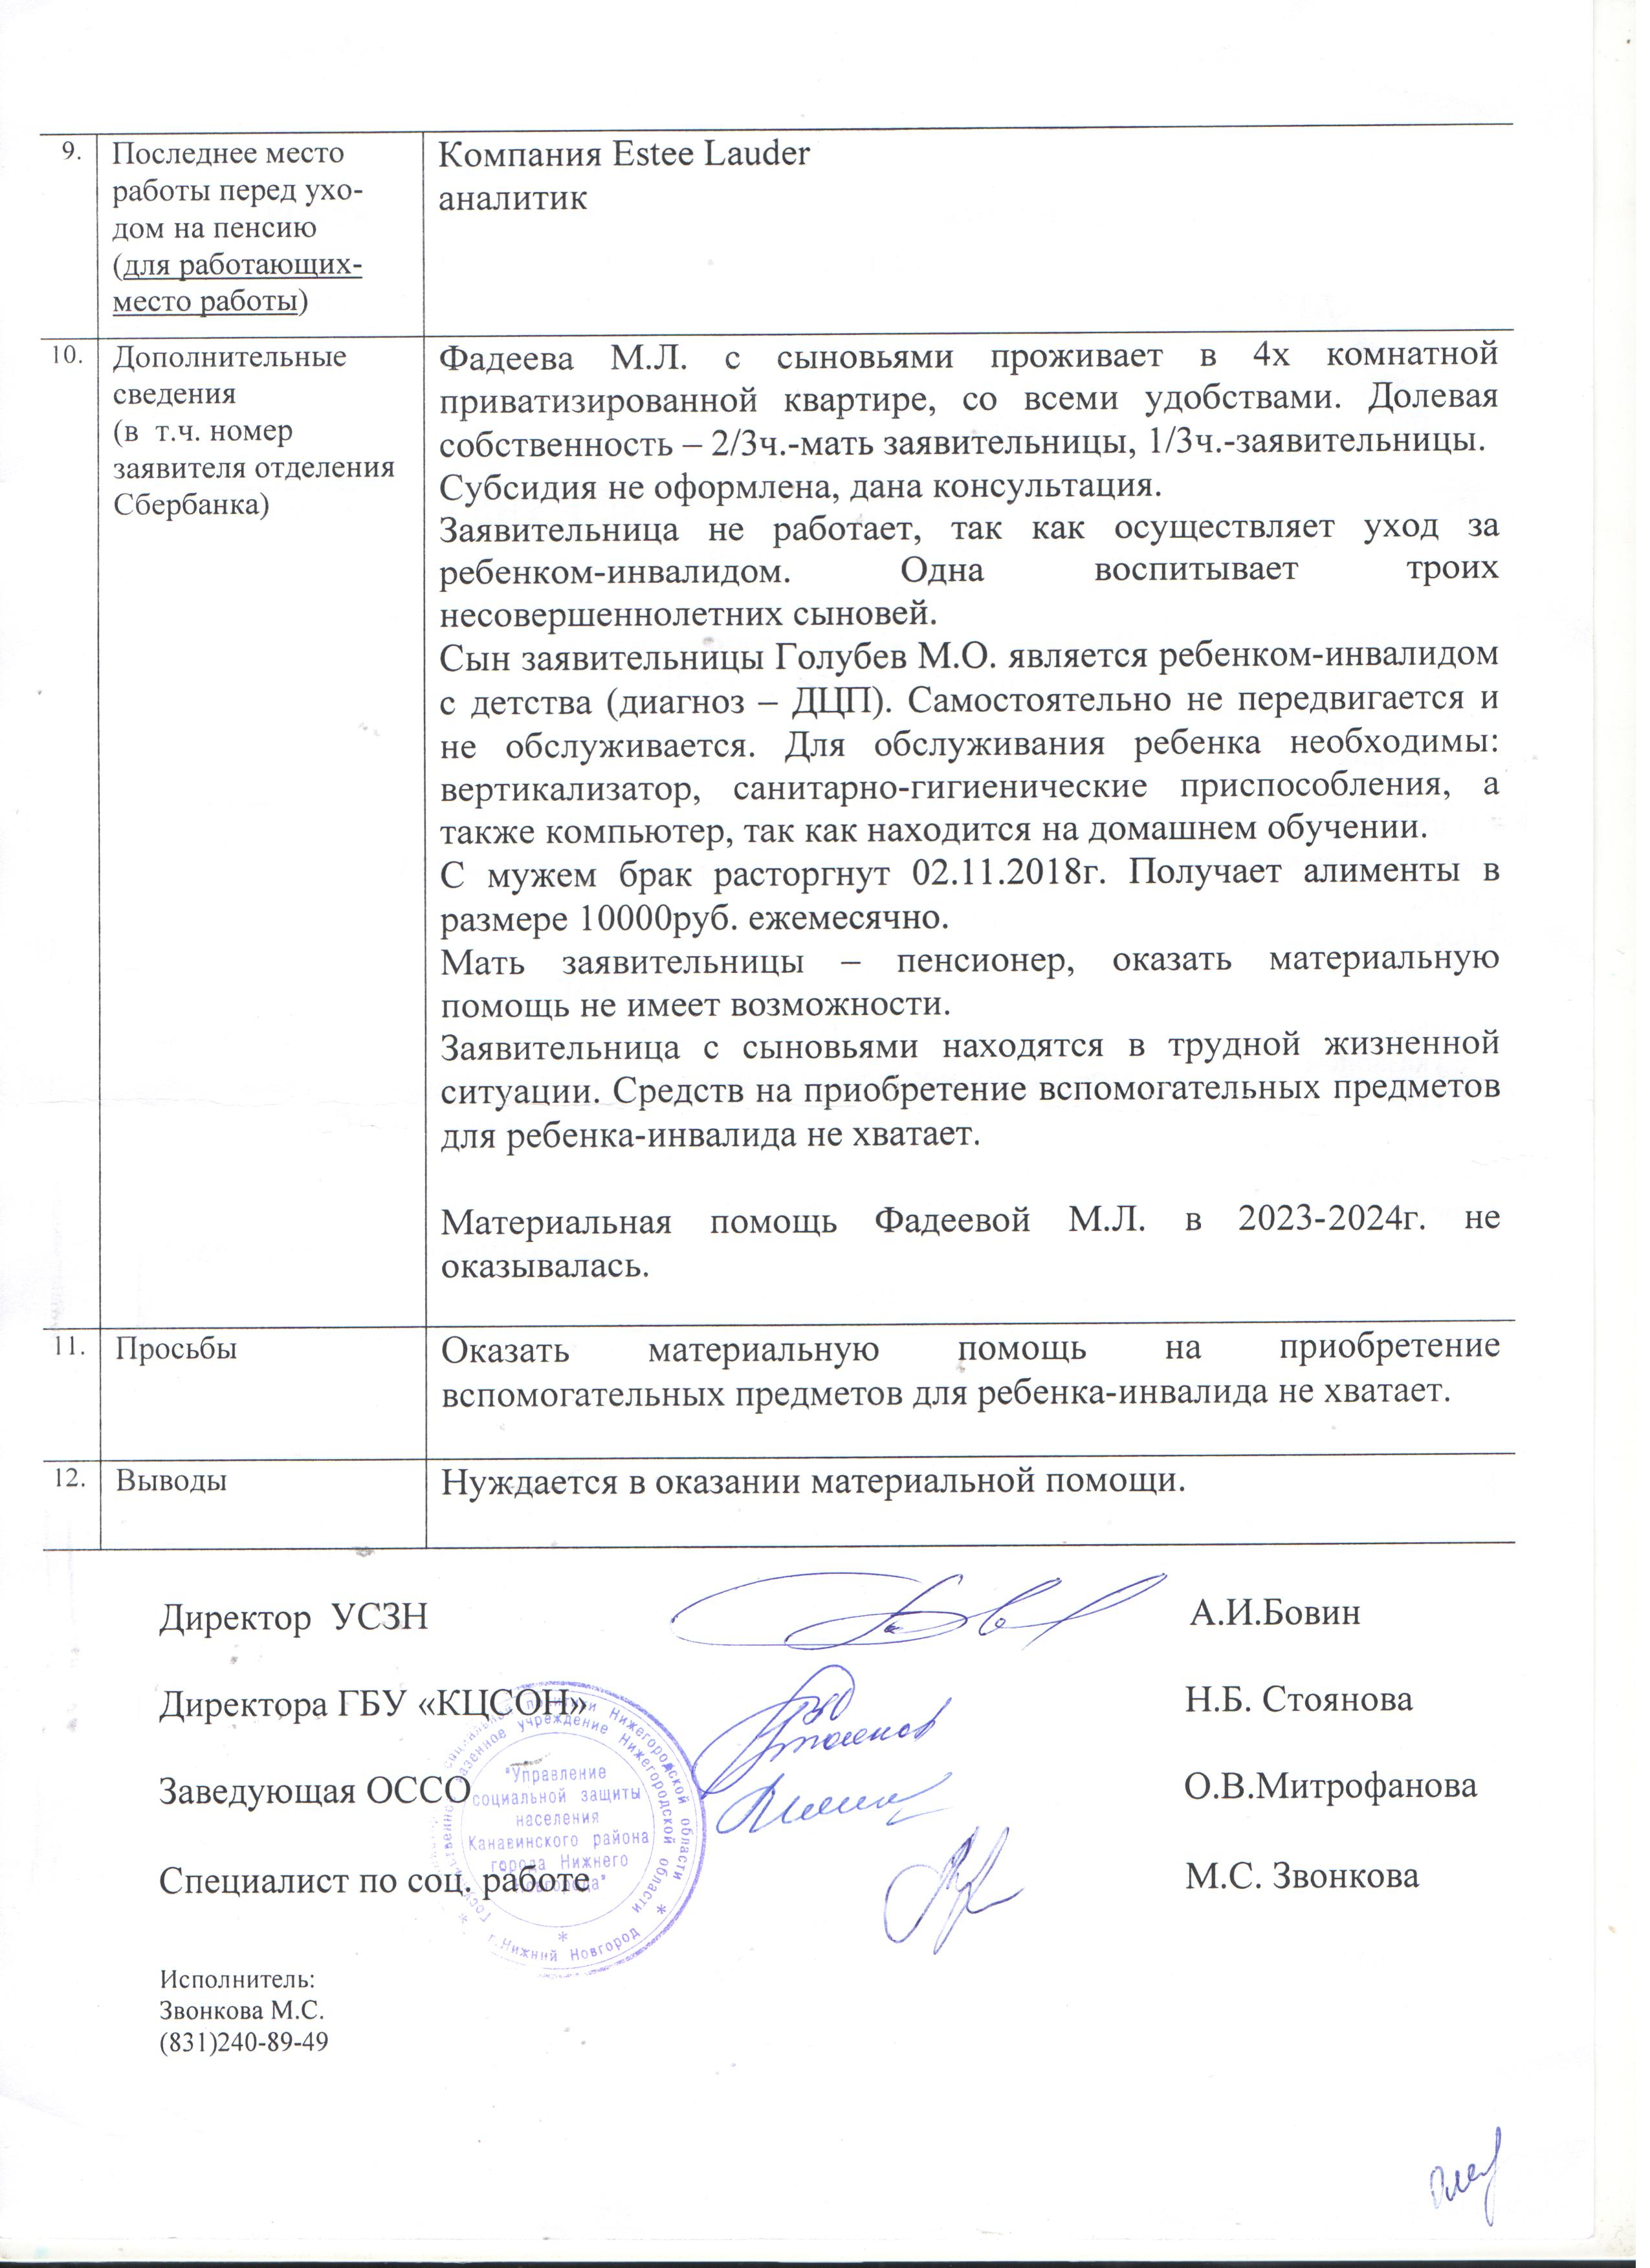 9.
Последнее место
работы перед ухо-
дом на пенсию
(для работающих-
место работы)
Компания Estee Lauder
аналитик
10.
Дополнительные
сведения
(в т.ч. номер
заявителя отделения
Сбербанка)
Фадеева М.Л. с сыновьями проживает в 4х комнатной
приватизированной квартире, со всеми удобствами. Долевая
собственность – 2/3ч.-мать заявительницы, 1/3ч.-заявительницы.
Субсидия не оформлена, дана консультация.
Заявительница не работает, так как осуществляет уход за
ребенком-инвалидом. Одна воспитывает троих
несовершеннолетних сыновей.
Сын заявительницы Голубев М.О. является ребенком-инвалидом
с детства (диагноз – ДЦП). Самостоятельно не передвигается и
не обслуживается. Для обслуживания ребенка необходимы:
вертикализатор, санитарно-гигиенические приспособления, а
также компьютер, так как находится на домашнем обучении.
С мужем брак расторгнут 02.11.2018г. Получает алименты в
размере 10000руб. ежемесячно.
Мать заявительницы – пенсионер, оказать материальную
помощь не имеет возможности.
Заявительница с сыновьями находятся в трудной жизненной
ситуации. Средств на приобретение вспомогательных предметов
для ребенка-инвалида не хватает.
Материальная помощь Фадеевой М.Л. в 2023-2024г. не
оказывалась.
11.
Просьбы
Оказать материальную помощь на приобретение
вспомогательных предметов для ребенка-инвалида не хватает.
12.
Выводы
Нуждается в оказании материальной помощи.
Директор УСЗН
А.И.Бовин
Директора ГБУ «КЦСОН»
Н.Б. Стоянова
Заведующая ОССО
О.В.Митрофанова
Специалист по соц. работе
М.С. Звонкова
политики Нижегородской области
казенное учреждение Нижегородской области
г.Нижний Новгород
"Управление
социальной защиты
населения
Канавинского района
города Нижнего
Новгорода"
Исполнитель:
Звонкова М.С.
(831)240-89-49